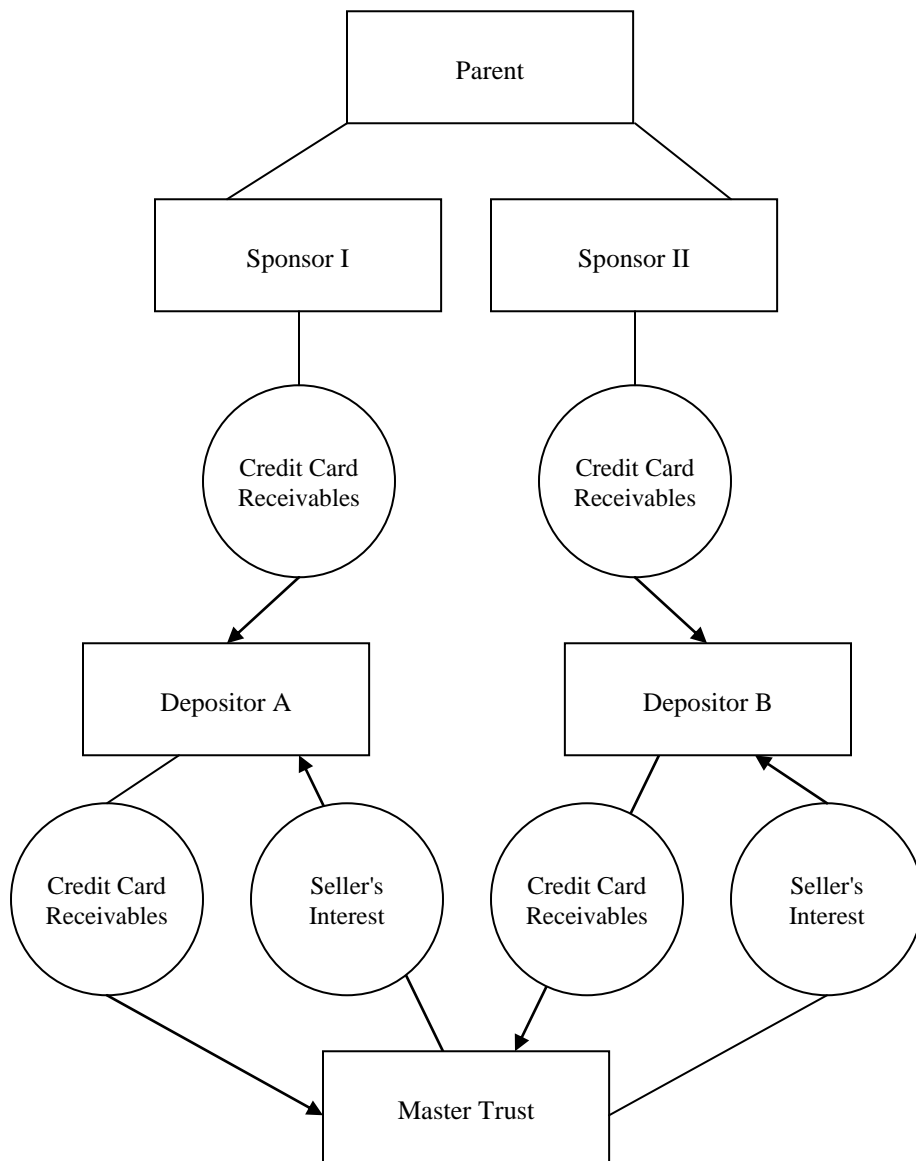 Parent
Sponsor I
Sponsor II
Credit Card
Receivables
Credit Card
Receivables
Depositor A
Depositor B
Credit Card
Receivables
Seller's
Interest
Credit Card
Receivables
Seller's
Interest
Master Trust